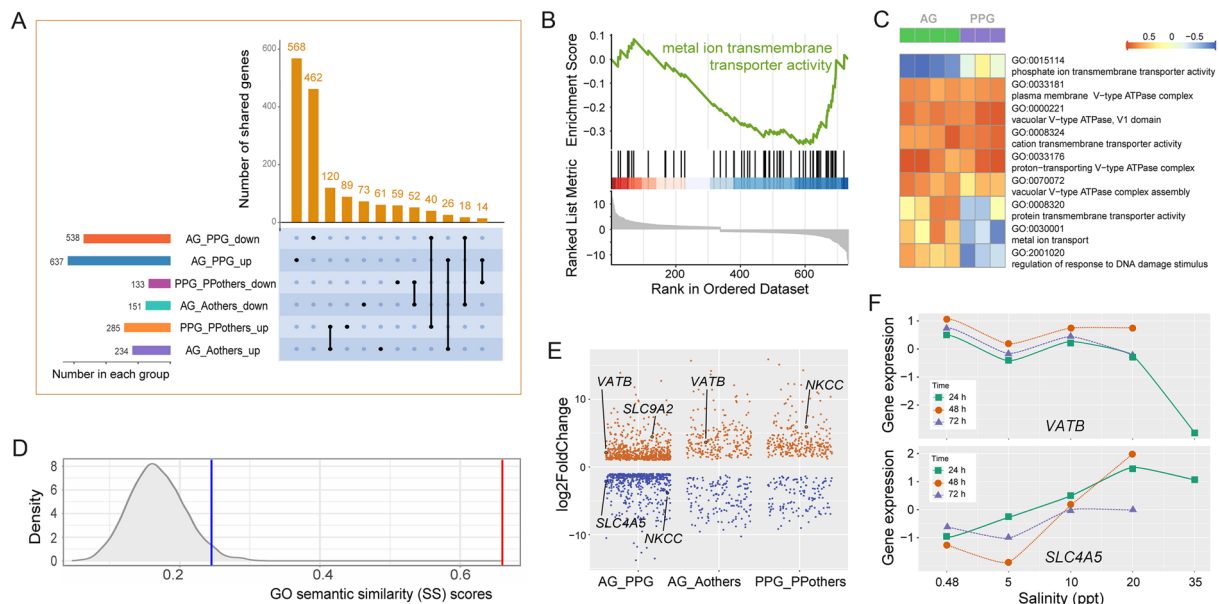 A
Number of shared genes
600
400
200
0
568
462
120
89
73
61
59
52
40
26
18
14
538
AG_PPG_down
637
AG_PPG_up
133
PPG_PPothers_down
151
AG_Aothers_down
285
PPG_PPothers_up
234
AG_Aothers_up
Number in each group
B
metal ion transmembrane
transporter activity
Enrichment Score
0.1
0.0
−0.1
−0.2
−0.3
Ranked List Metric
10
0
−10
200
400
600
Rank in Ordered Dataset
C
AG
PPG
0.5
0
−0.5
GO:0015114
phosphate ion transmembrane transporter activity
GO:0033181
plasma membrane V−type ATPase complex
GO:0000221
vacuolar V−type ATPase, V1 domain
GO:0008324
cation transmembrane transporter activity
GO:0033176
proton−transporting V−type ATPase complex
GO:0070072
vacuolar V−type ATPase complex assembly
GO:0008320
protein transmembrane transporter activity
GO:0030001
metal ion transport
GO:2001020
regulation of response to DNA damage stimulus
D
Density
8
6
4
2
0
0.2
0.4
0.6
GO semantic similarity (SS) scores
E
log2FoldChange
10
0
−10
VATB
SLC9A2
VATB
NKCC
SLC4A5
NKCC
AG_PPG
AG_Aothers
PPG_PPothers
F
Gene expression
1
0
−1
−2
Time
24 h
48 h
72 h
VATB
Gene expression
2
1
0
−1
Time
24 h
48 h
72 h
SLC4A5
0.48
5
10
20
35
Salinity (ppt)